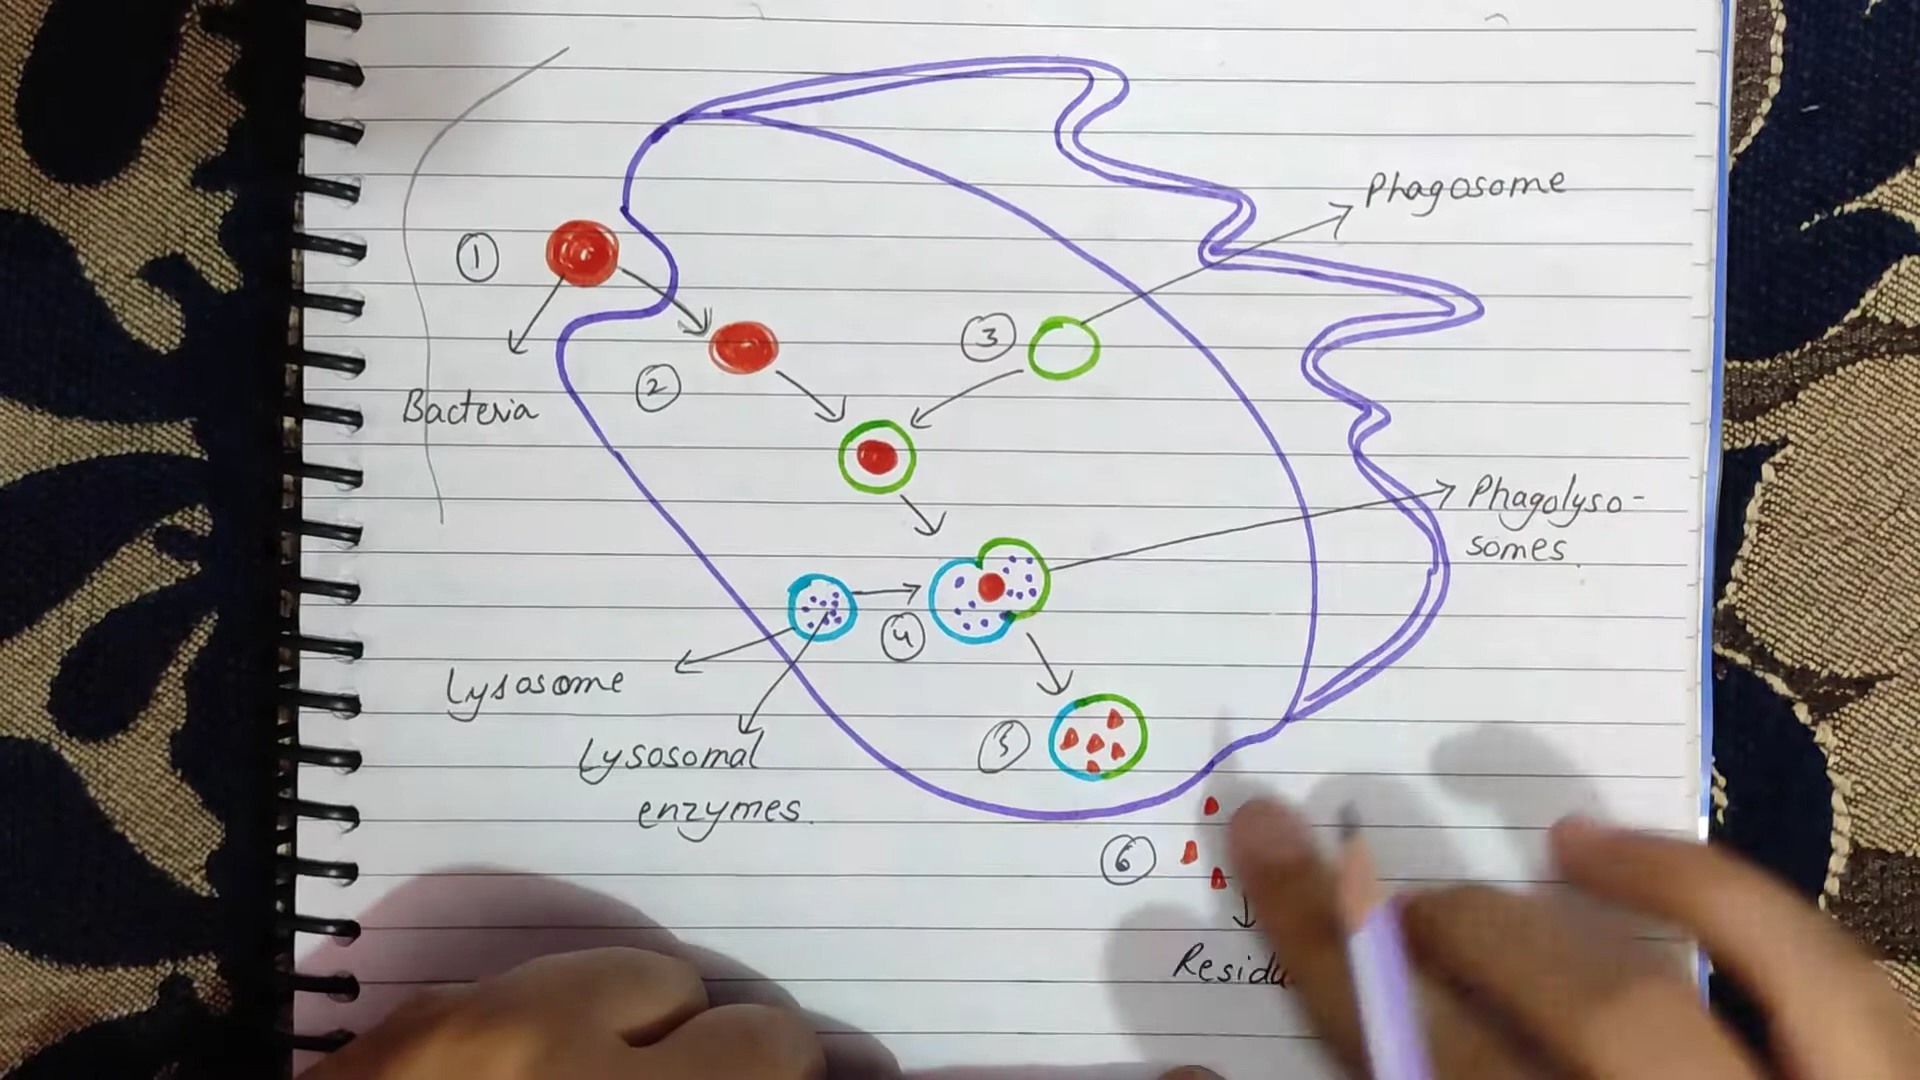 Phagosome
1
3
2
Bacteria
Phagolyso-
somes.
4
Lysosome
Lysosomal
enzymes.
5
6